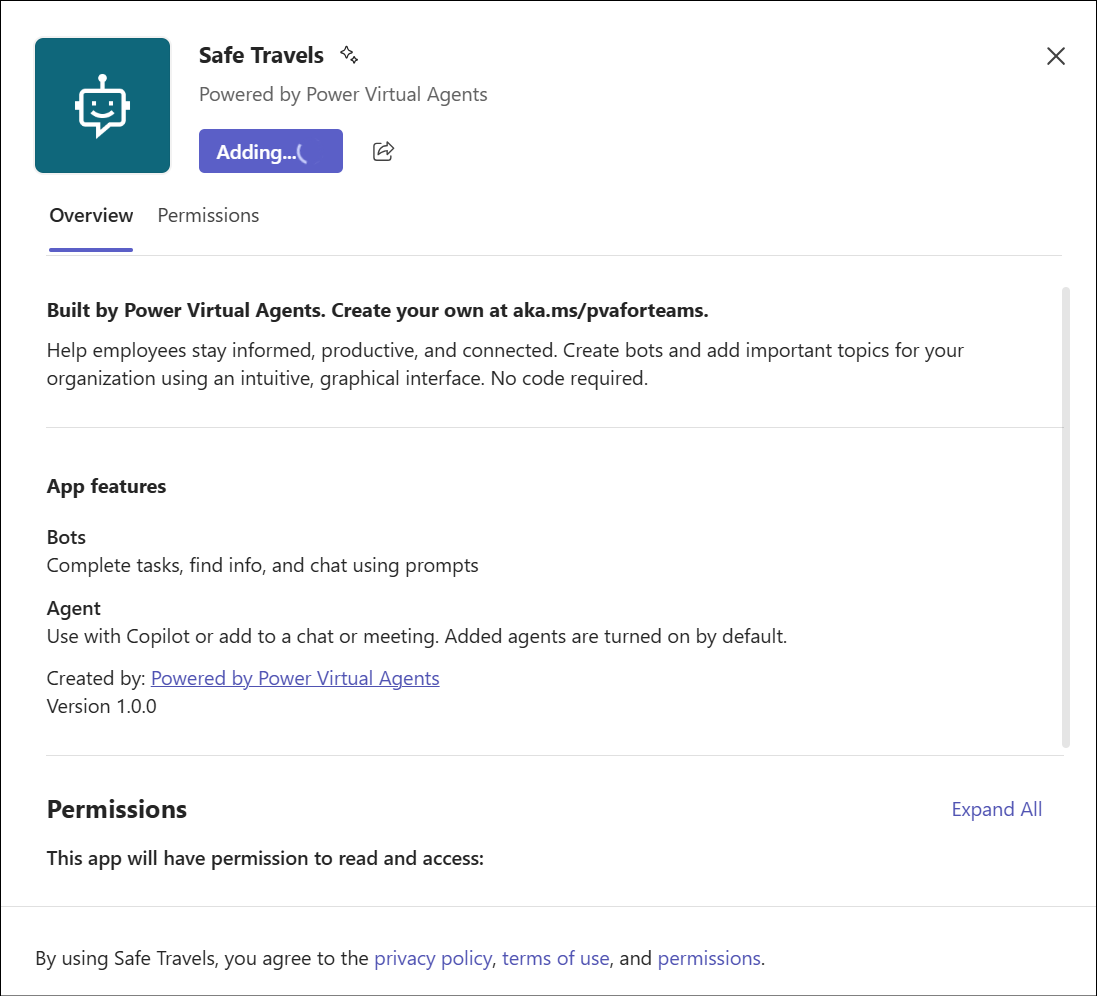 Safe Travels
Powered by Power Virtual Agents
Adding...
Overview Permissions
Built by Power Virtual Agents. Create your own at aka.ms/pvaforteams.
Help employees stay informed, productive, and connected. Create bots and add important topics for your
organization using an intuitive, graphical interface. No code required.
App features
Bots
Complete tasks, find info, and chat using prompts
Agent
Use with Copilot or add to a chat or meeting. Added agents are turned on by default.
Created by: Powered by Power Virtual Agents
Version 1.0.0
Permissions Expand All
This app will have permission to read and access:
By using Safe Travels, you agree to the privacy policy, terms of use, and permissions.